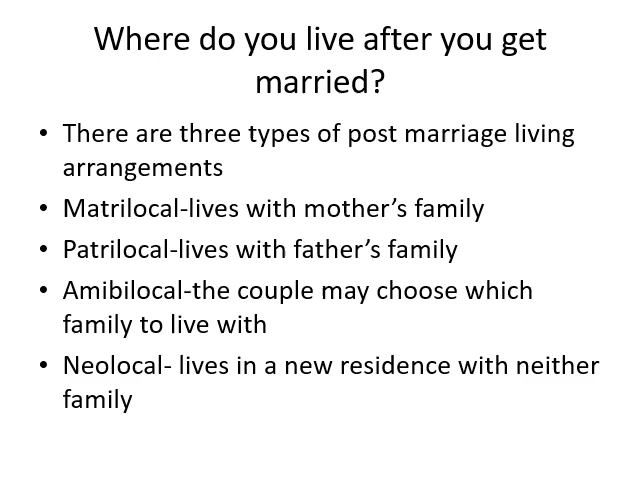 Where do you live after you get
married?
• There are three types of post marriage living
arrangements
• Matrilocal-lives with mother’s family
• Patrilocal-lives with father’s family
• Amibilocal-the couple may choose which
family to live with
• Neolocal- lives in a new residence with neither
family